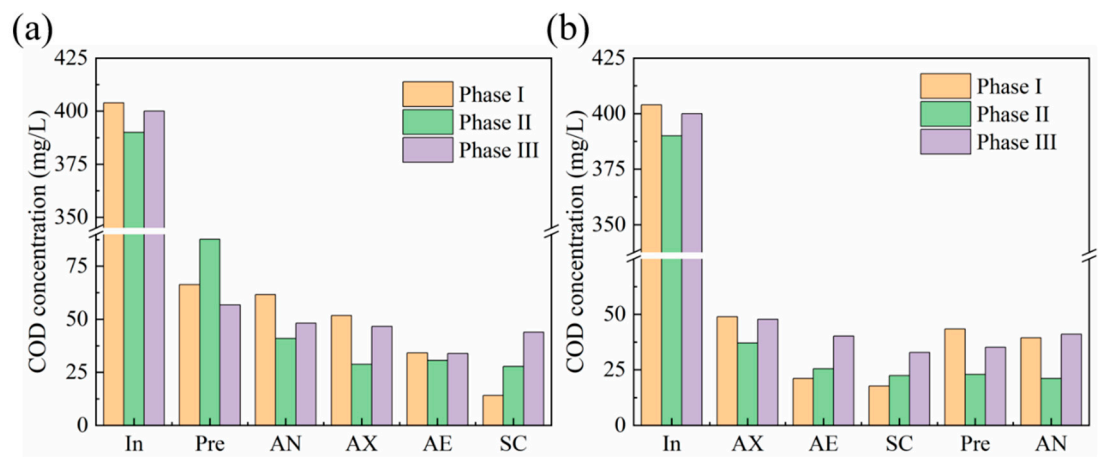 (a)
COD concentration (mg/L)
425
400
375
350
75
50
25
0
Phase I
Phase II
Phase III
In Pre AN AX AE SC
(b)
COD concentration (mg/L)
425
400
375
350
50
25
0
Phase I
Phase II
Phase III
In AX AE SC Pre AN